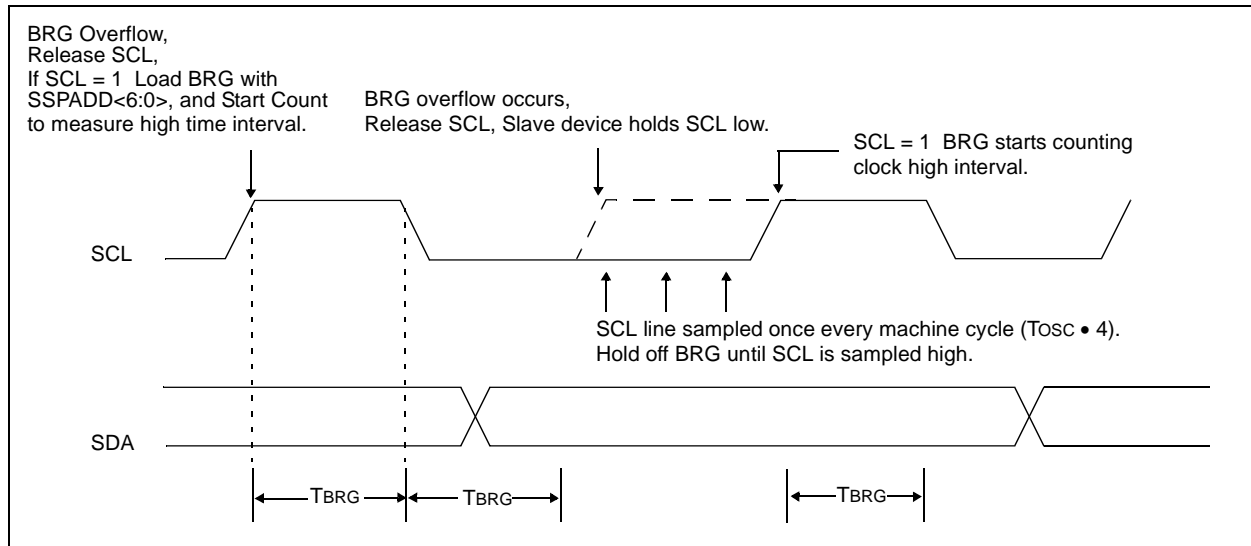 BRG Overflow,
Release SCL,
If SCL = 1 Load BRG with
SSPADD<6:0>, and Start Count
to measure high time interval.
BRG overflow occurs,
Release SCL, Slave device holds SCL low.
SCL = 1 BRG starts counting
clock high interval.
SCL
SCL line sampled once every machine cycle (TOSC • 4).
Hold off BRG until SCL is sampled high.
SDA
TBRG
TBRG
TBRG